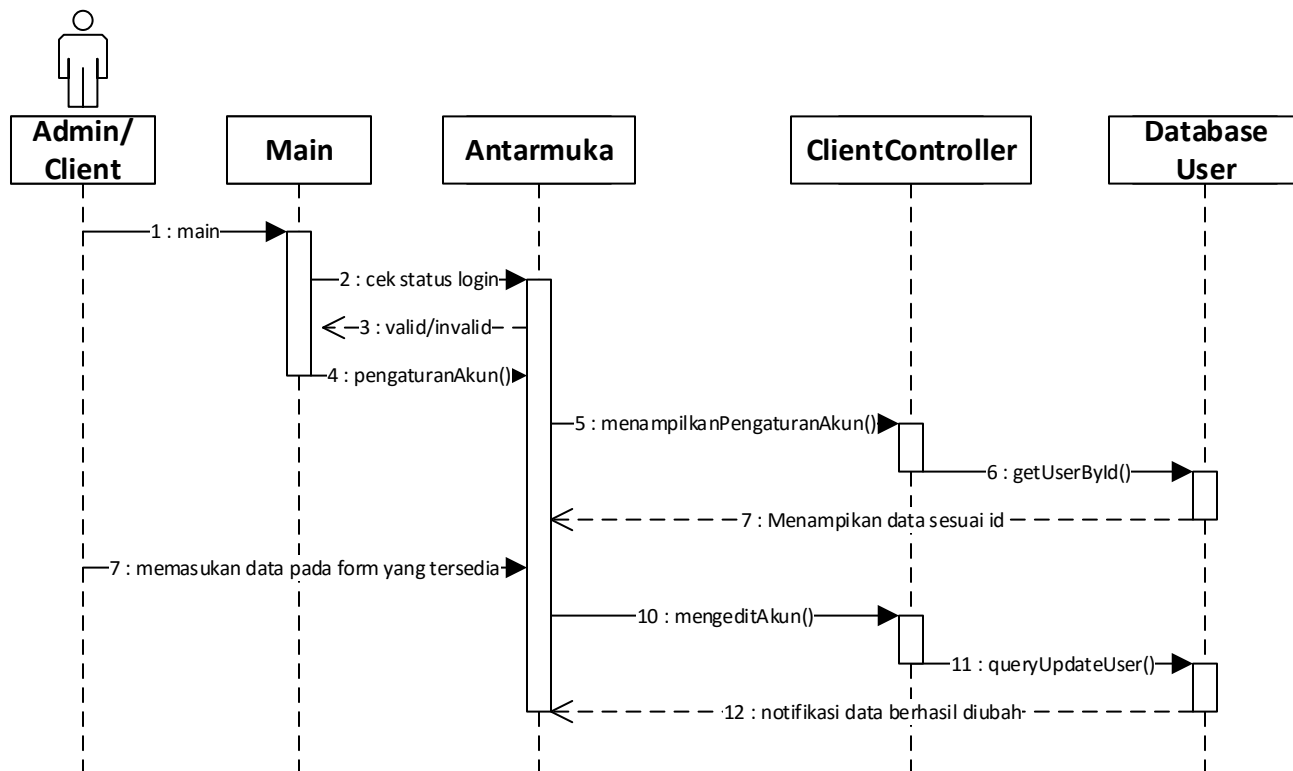 Admin/
Client
Main
Antarmuka
ClientController
Database
User
1 : main
2 : cek status login
3 : valid/invalid
4 : pengaturanAkun()
5 : menampilkanPengaturanAkun()
6 : getUserById()
7 : Menampikan data sesuai id
7 : memasukan data pada form yang tersedia
10 : mengeditAkun()
11 : queryUpdateUser()
12 : notifikasi data berhasil diubah